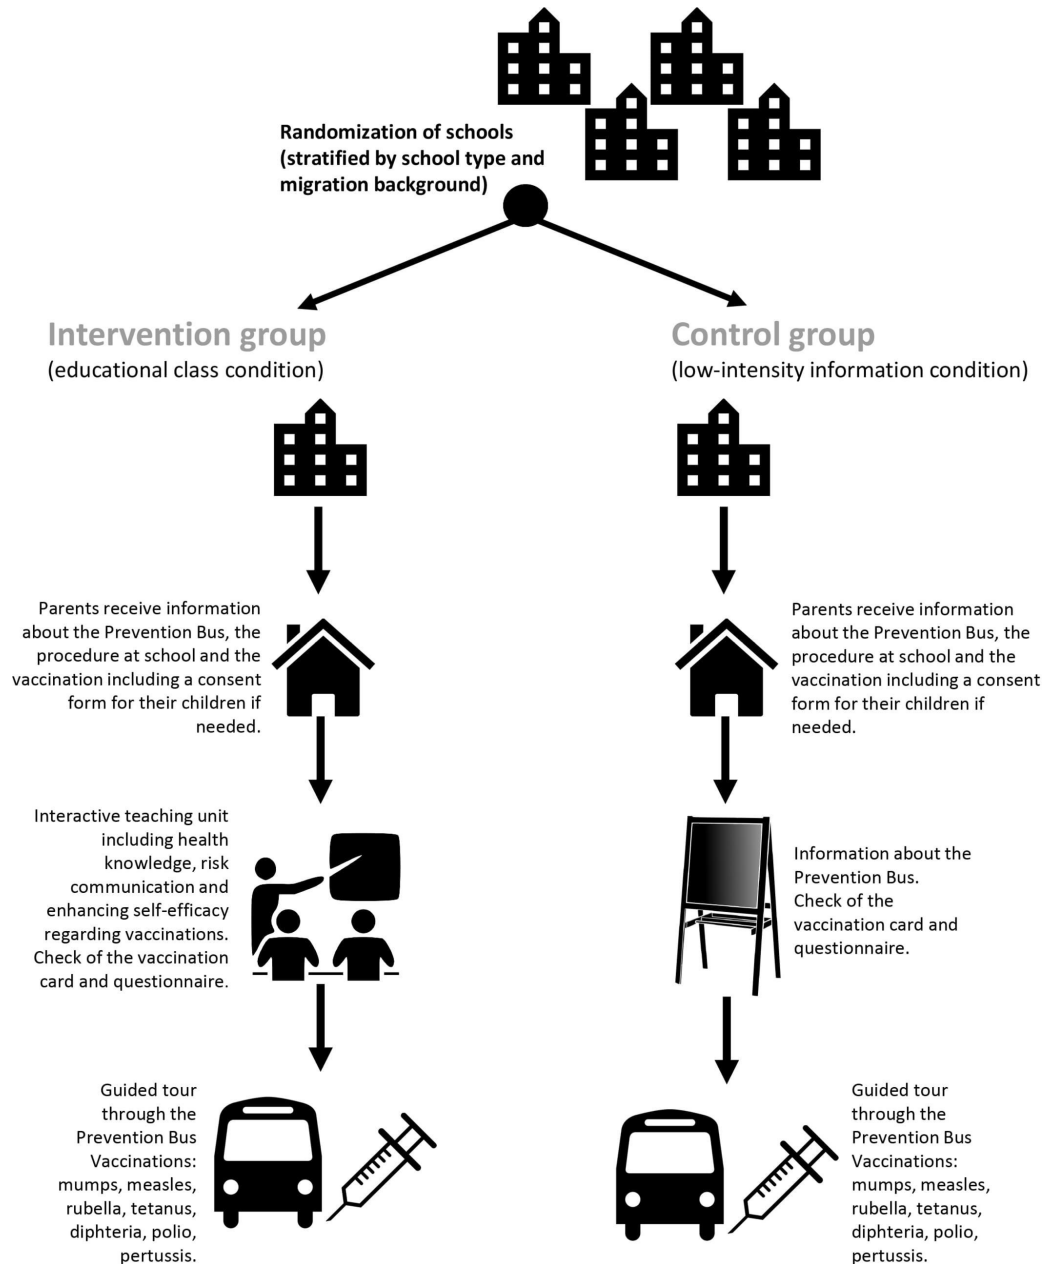 Randomization of schools
(stratified by school type and
migration background)
Intervention group
(educational class condition)
Control group
(low-intensity information condition)
Parents receive information
about the Prevention Bus, the
procedure at school and the
vaccination including a consent
form for their children if
needed.
Parents receive information
about the Prevention Bus, the
procedure at school and the
vaccination including a consent
form for their children if
needed.
Interactive teaching unit
including health
knowledge, risk
communication and
enhancing self-efficacy
regarding vaccinations.
Check of the vaccination
card and questionnaire.
Information about the
Prevention Bus.
Check of the
vaccination card and
questionnaire.
Guided tour
through the
Prevention Bus
Vaccinations:
mumps, measles,
rubella, tetanus,
diphteria, polio,
pertussis.
Guided tour
through the
Prevention Bus
Vaccinations:
mumps, measles,
rubella, tetanus,
diphteria, polio,
pertussis.